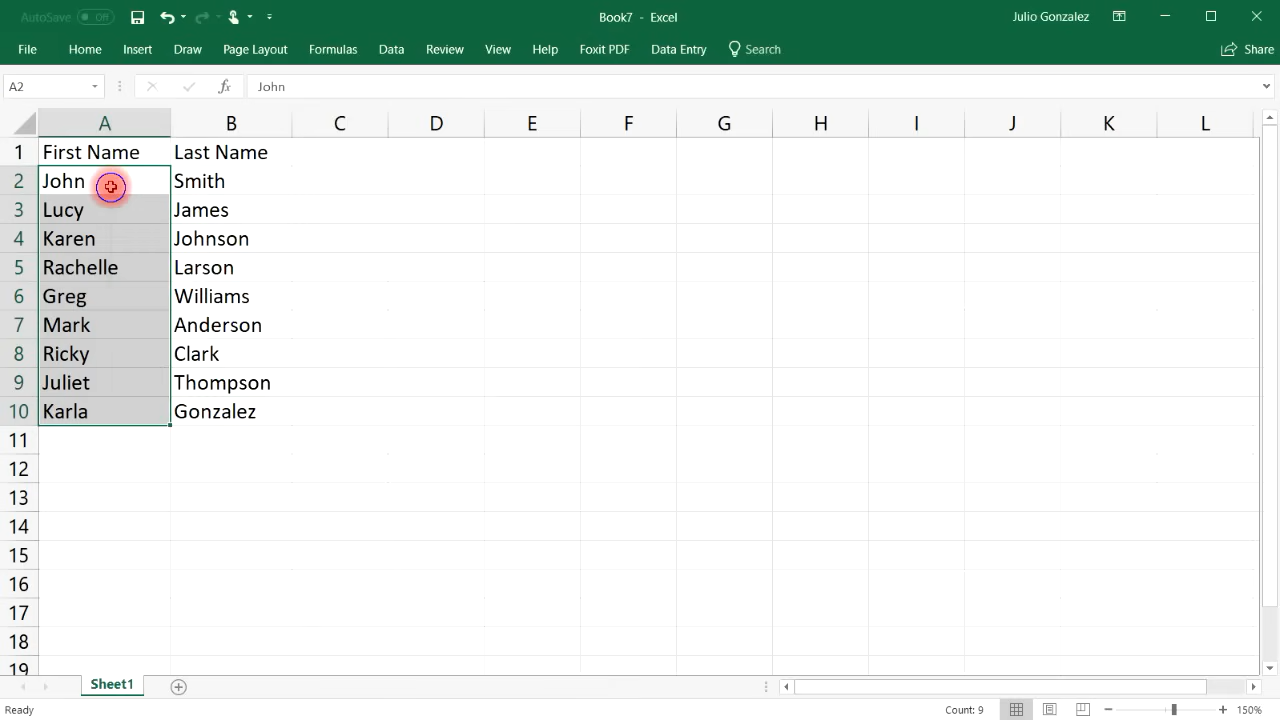 AutoSave Off Book7 - Excel Julio Gonzalez
File Home Insert Draw Page Layout Formulas Data Review View Help Foxit PDF Data Entry Search Share
A2 fx John
A B C D E F G H I J K L
1 First Name Last Name
2 John Smith
3 Lucy James
4 Karen Johnson
5 Rachelle Larson
6 Greg Williams
7 Mark Anderson
8 Ricky Clark
9 Juliet Thompson
10 Karla Gonzalez
11
12
13
14
15
16
17
18
19
Sheet1
Ready Count: 9 150%